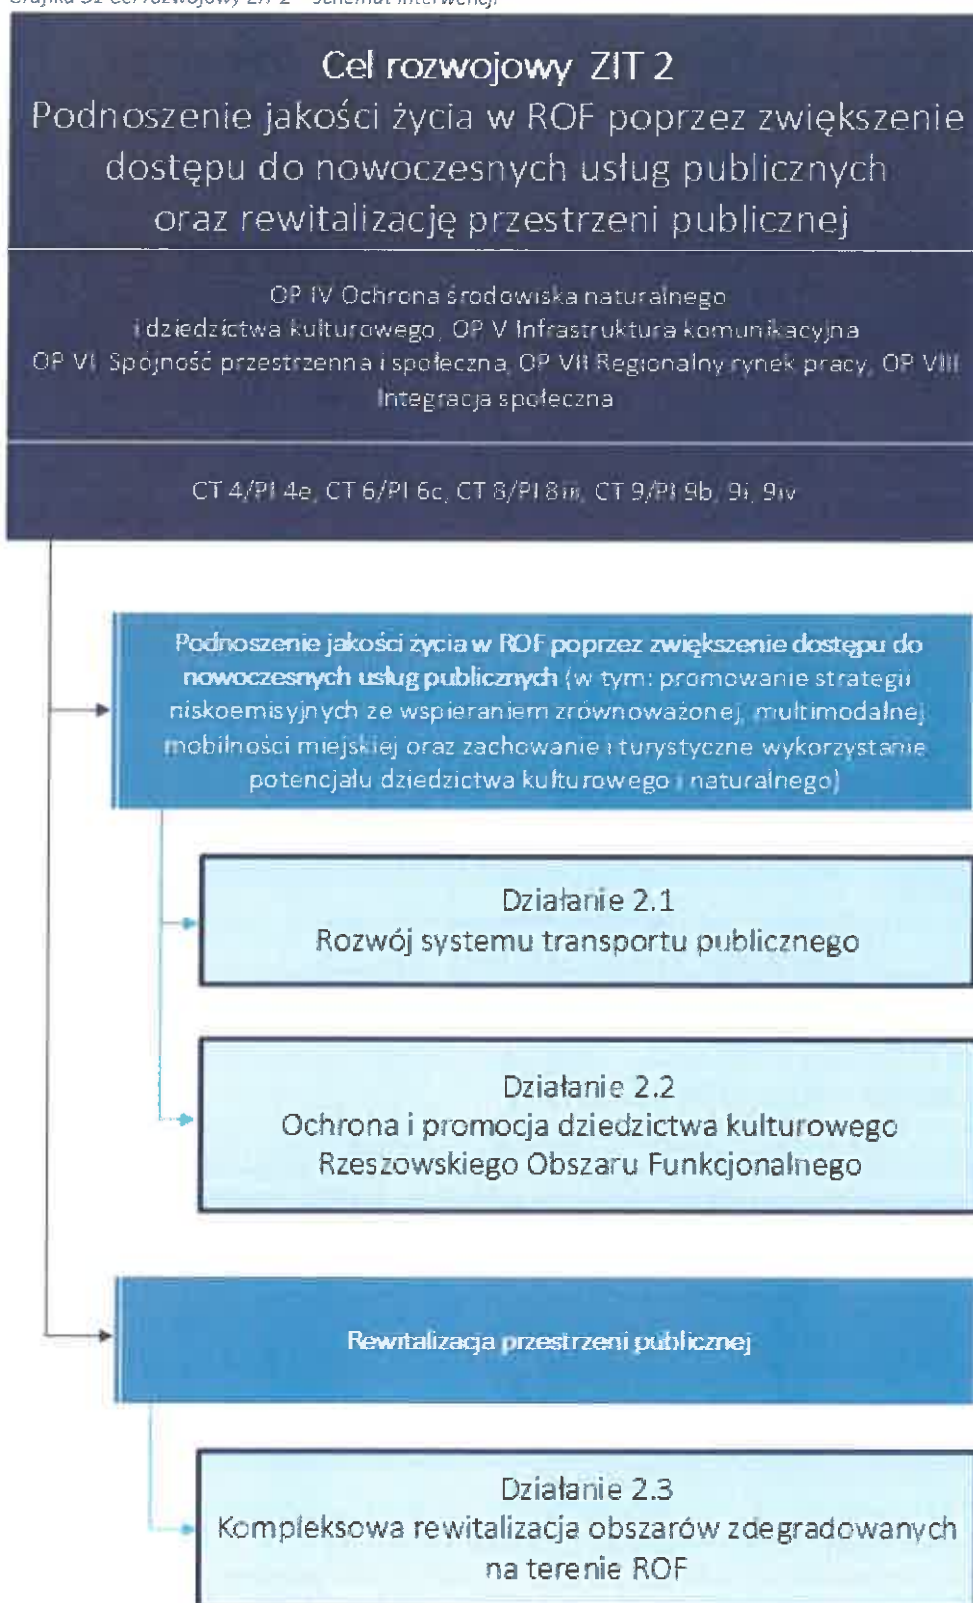 Cel rozwojowy ZIT 2
Podnoszenie jakości życia w ROF poprzez zwiększenie
dostępu do nowoczesnych usług publicznych
oraz rewitalizację przestrzeni publicznej
OP IV Ochrona środowiska naturalnego
i dziedzictwa kulturowego, OP V Infrastruktura komunikacyjna
OP VI Spójność przestrzenna i społeczna, OP VII Regionalny rynek pracy, OP VIII
Integracja społeczna
CT 4/PI 4e, CT 6/PI 6c, CT 8/PI 8iii, CT 9/PI 9b, 9i, 9iv
Podnoszenie jakości życia w ROF poprzez zwiększenie dostępu do
nowoczesnych usług publicznych (w tym: promowanie strategii
niskoemisyjnych ze wspieraniem zrównoważonej, multimodalnej
mobilności miejskiej oraz zachowanie i turystyczne wykorzystanie
potencjału dziedzictwa kulturowego i naturalnego)
Działanie 2.1
Rozwój systemu transportu publicznego
Działanie 2.2
Ochrona i promocja dziedzictwa kulturowego
Rzeszowskiego Obszaru Funkcjonalnego
Rewitalizacja przestrzeni publicznej
Działanie 2.3
Kompleksowa rewitalizacja obszarów zdegradowanych
na terenie ROF